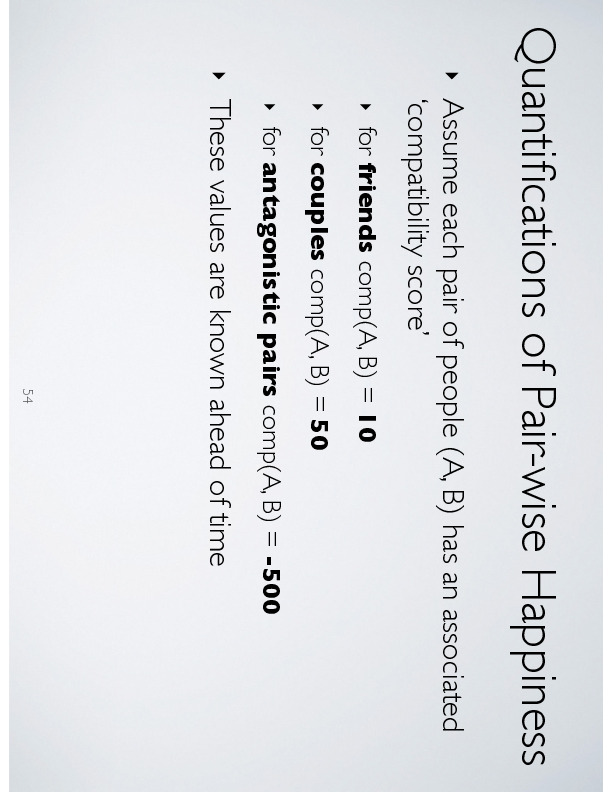 Quantifications of Pair-wise Happiness
‣ Assume each pair of people (A, B) has an associated
‘compatibility score’
‣ for friends comp(A, B) = 10
‣ for couples comp(A, B) = 50
‣ for antagonistic pairs comp(A, B) = -500
‣ These values are known ahead of time
54